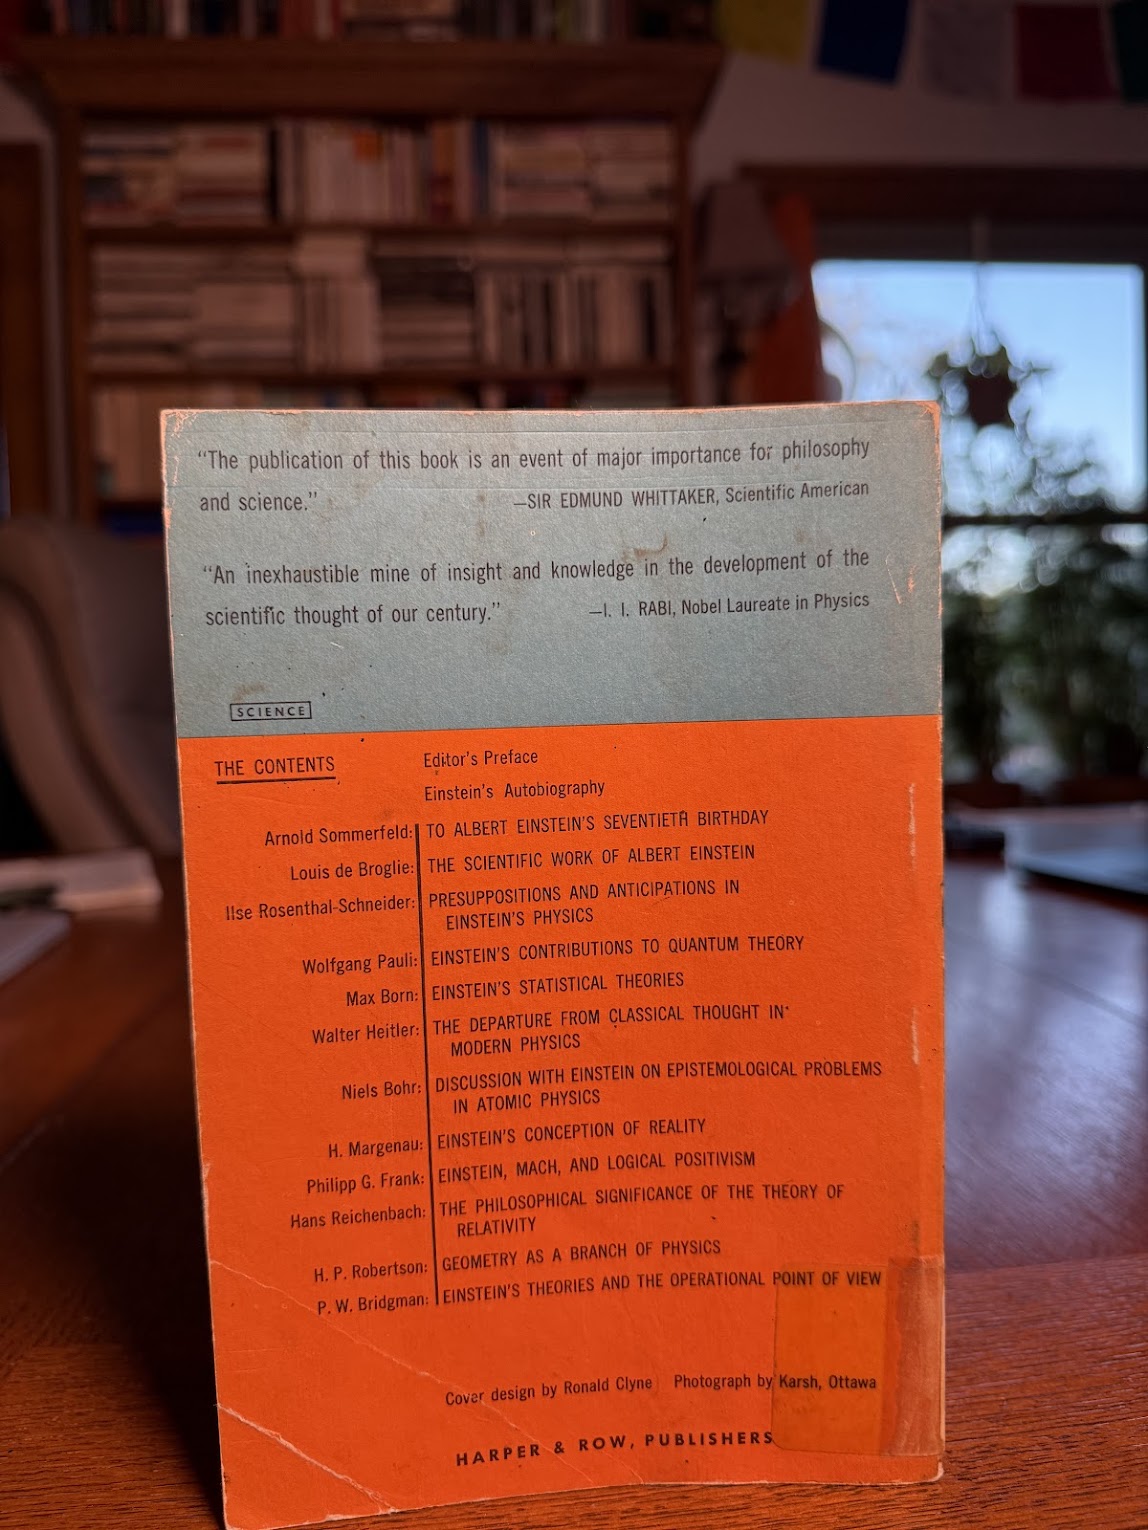 “The publication of this book is an event of major importance for philosophy
and science.” —SIR EDMUND WHITTAKER, Scientific American
“An inexhaustible mine of insight and knowledge in the development of the
scientific thought of our century.” —I. I. RABI, Nobel Laureate in Physics
SCIENCE
THE CONTENTS Editor's Preface
Einstein's Autobiography
Arnold Sommerfeld: TO ALBERT EINSTEIN'S SEVENTIETH BIRTHDAY
Louis de Broglie: THE SCIENTIFIC WORK OF ALBERT EINSTEIN
Ilse Rosenthal-Schneider: PRESUPPOSITIONS AND ANTICIPATIONS IN
EINSTEIN'S PHYSICS
Wolfgang Pauli: EINSTEIN'S CONTRIBUTIONS TO QUANTUM THEORY
Max Born: EINSTEIN'S STATISTICAL THEORIES
Walter Heitler: THE DEPARTURE FROM CLASSICAL THOUGHT IN
MODERN PHYSICS
Niels Bohr: DISCUSSION WITH EINSTEIN ON EPISTEMOLOGICAL PROBLEMS
IN ATOMIC PHYSICS
H. Margenau: EINSTEIN'S CONCEPTION OF REALITY
Philipp G. Frank: EINSTEIN, MACH, AND LOGICAL POSITIVISM
Hans Reichenbach: THE PHILOSOPHICAL SIGNIFICANCE OF THE THEORY OF
RELATIVITY
H. P. Robertson: GEOMETRY AS A BRANCH OF PHYSICS
P. W. Bridgman: EINSTEIN'S THEORIES AND THE OPERATIONAL POINT OF VIEW
Cover design by Ronald Clyne Photograph by Karsh, Ottawa
HARPER & ROW, PUBLISHERS